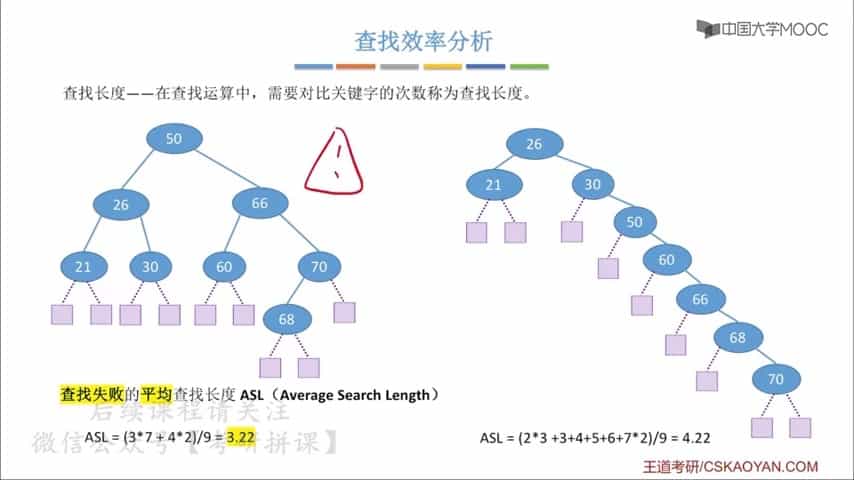 中国大学MOOC
查找效率分析
查找长度——在查找运算中，需要对比关键字的次数称为查找长度。
50
26
66
21
30
60
70
68
26
21
30
50
60
66
68
70
查找失败的平均查找长度 ASL（Average Search Length）
后续课程请关注
微信公众号【考研拼课】
ASL = (3*7 + 4*2)/9 = 3.22
ASL = (2*3 +3+4+5+6+7*2)/9 = 4.22
王道考研/CSKAOYAN.COM